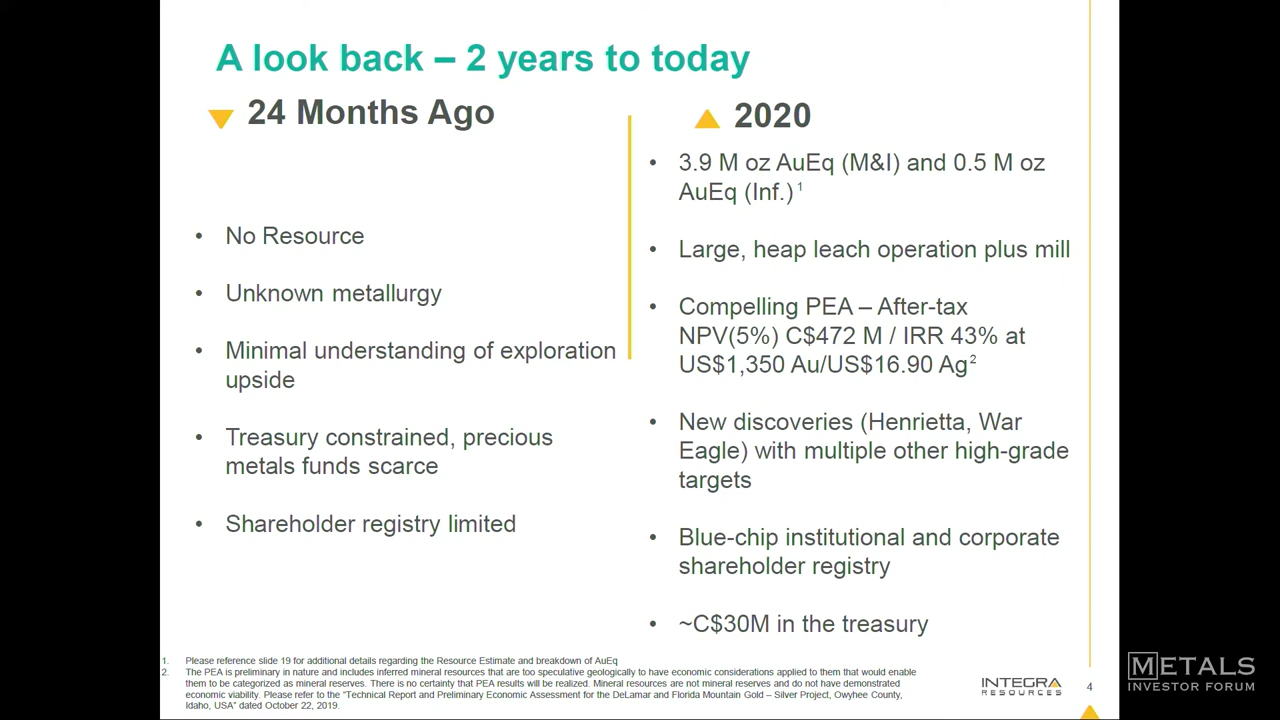 A look back – 2 years to today
24 Months Ago
• No Resource
• Unknown metallurgy
• Minimal understanding of exploration
upside
• Treasury constrained, precious
metals funds scarce
• Shareholder registry limited
2020
• 3.9 M oz AuEq (M&I) and 0.5 M oz
AuEq (Inf.) 1
• Large, heap leach operation plus mill
• Compelling PEA – After-tax
NPV(5%) C$472 M / IRR 43% at
US$1,350 Au/US$16.90 Ag2
• New discoveries (Henrietta, War
Eagle) with multiple other high-grade
targets
• Blue-chip institutional and corporate
shareholder registry
• ~C$30M in the treasury
1. Please reference slide 19 for additional details regarding the Resource Estimate and breakdown of AuEq
2. The PEA is preliminary in nature and includes inferred mineral resources that are too speculative geologically to have economic considerations applied to them that would enable
them to be categorized as mineral reserves. There is no certainty that PEA results will be realized. Mineral resources are not mineral reserves and do not have demonstrated
economic viability. Please refer to the "Technical Report and Preliminary Economic Assessment for the DeLamar and Florida Mountain Gold – Silver Project, Owyhee County,
Idaho, USA" dated October 22, 2019.
INTEGRA
RESOURCES
4
METALS
INVESTOR FORUM